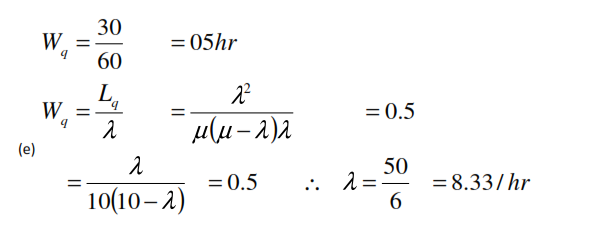 W_q = 30/60 = 05hr
W_q = L_q/λ = λ²/μ(μ−λ)λ = 0.5
(e)
= λ/10(10−λ) = 0.5 ∴ λ = 50/6 = 8.33/hr